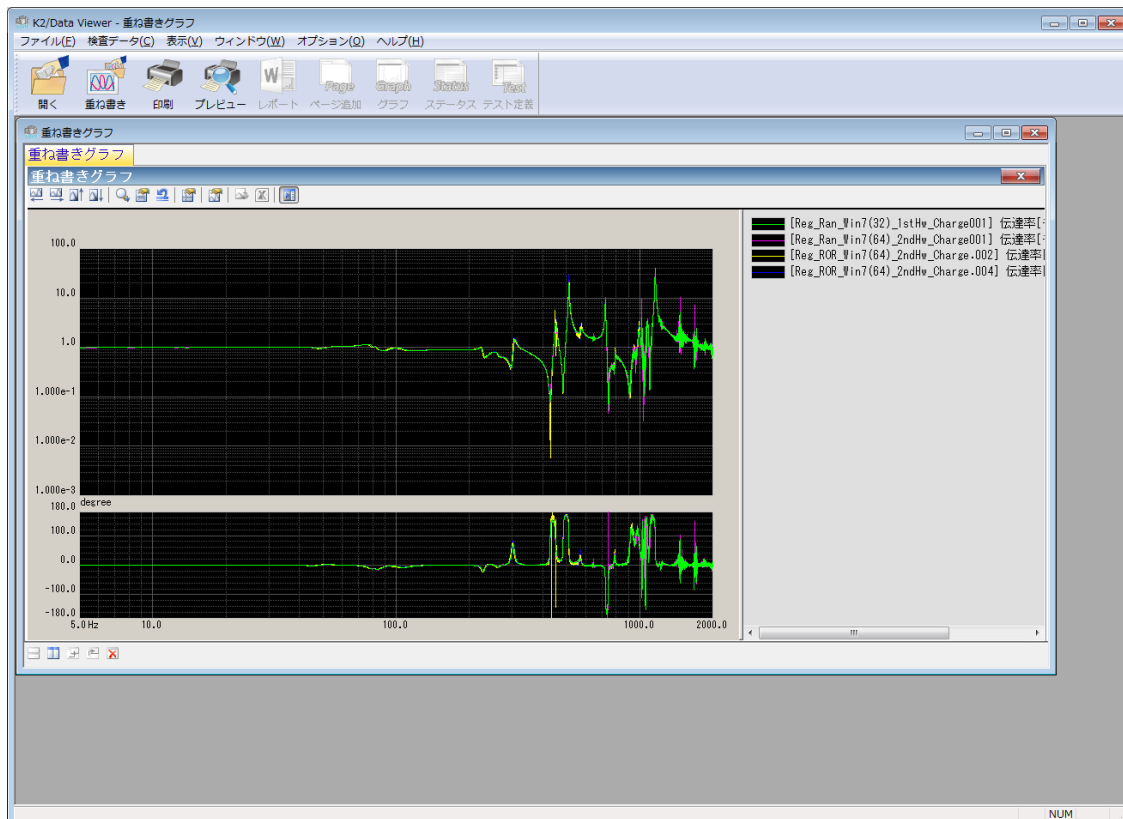 K2/Data Viewer - 重ね書きグラフ
ファイル(F) 検査データ(C) 表示(V) ウィンドウ(W) オプション(O) ヘルプ(H)
開く 重ね書き 印刷 プレビュー レポート ページ追加 グラフ ステータス テスト定義
重ね書きグラフ
重ね書きグラフ
重ね書きグラフ
[Reg_Ran_Win7(32)_1stHw_Charge001] 伝達率[
[Reg_Ran_Win7(64)_2ndHw_Charge001] 伝達率[
[Reg_ROR_Win7(64)_2ndHw_Charge.002] 伝達率
[Reg_ROR_Win7(64)_2ndHw_Charge.004] 伝達率
100.0
10.0
1.0
1.000e-1
1.000e-2
1.000e-3
180.0 degree
100.0
0.0
-100.0
-180.0
5.0 Hz 10.0 100.0 1000.0 2000.0
NUM